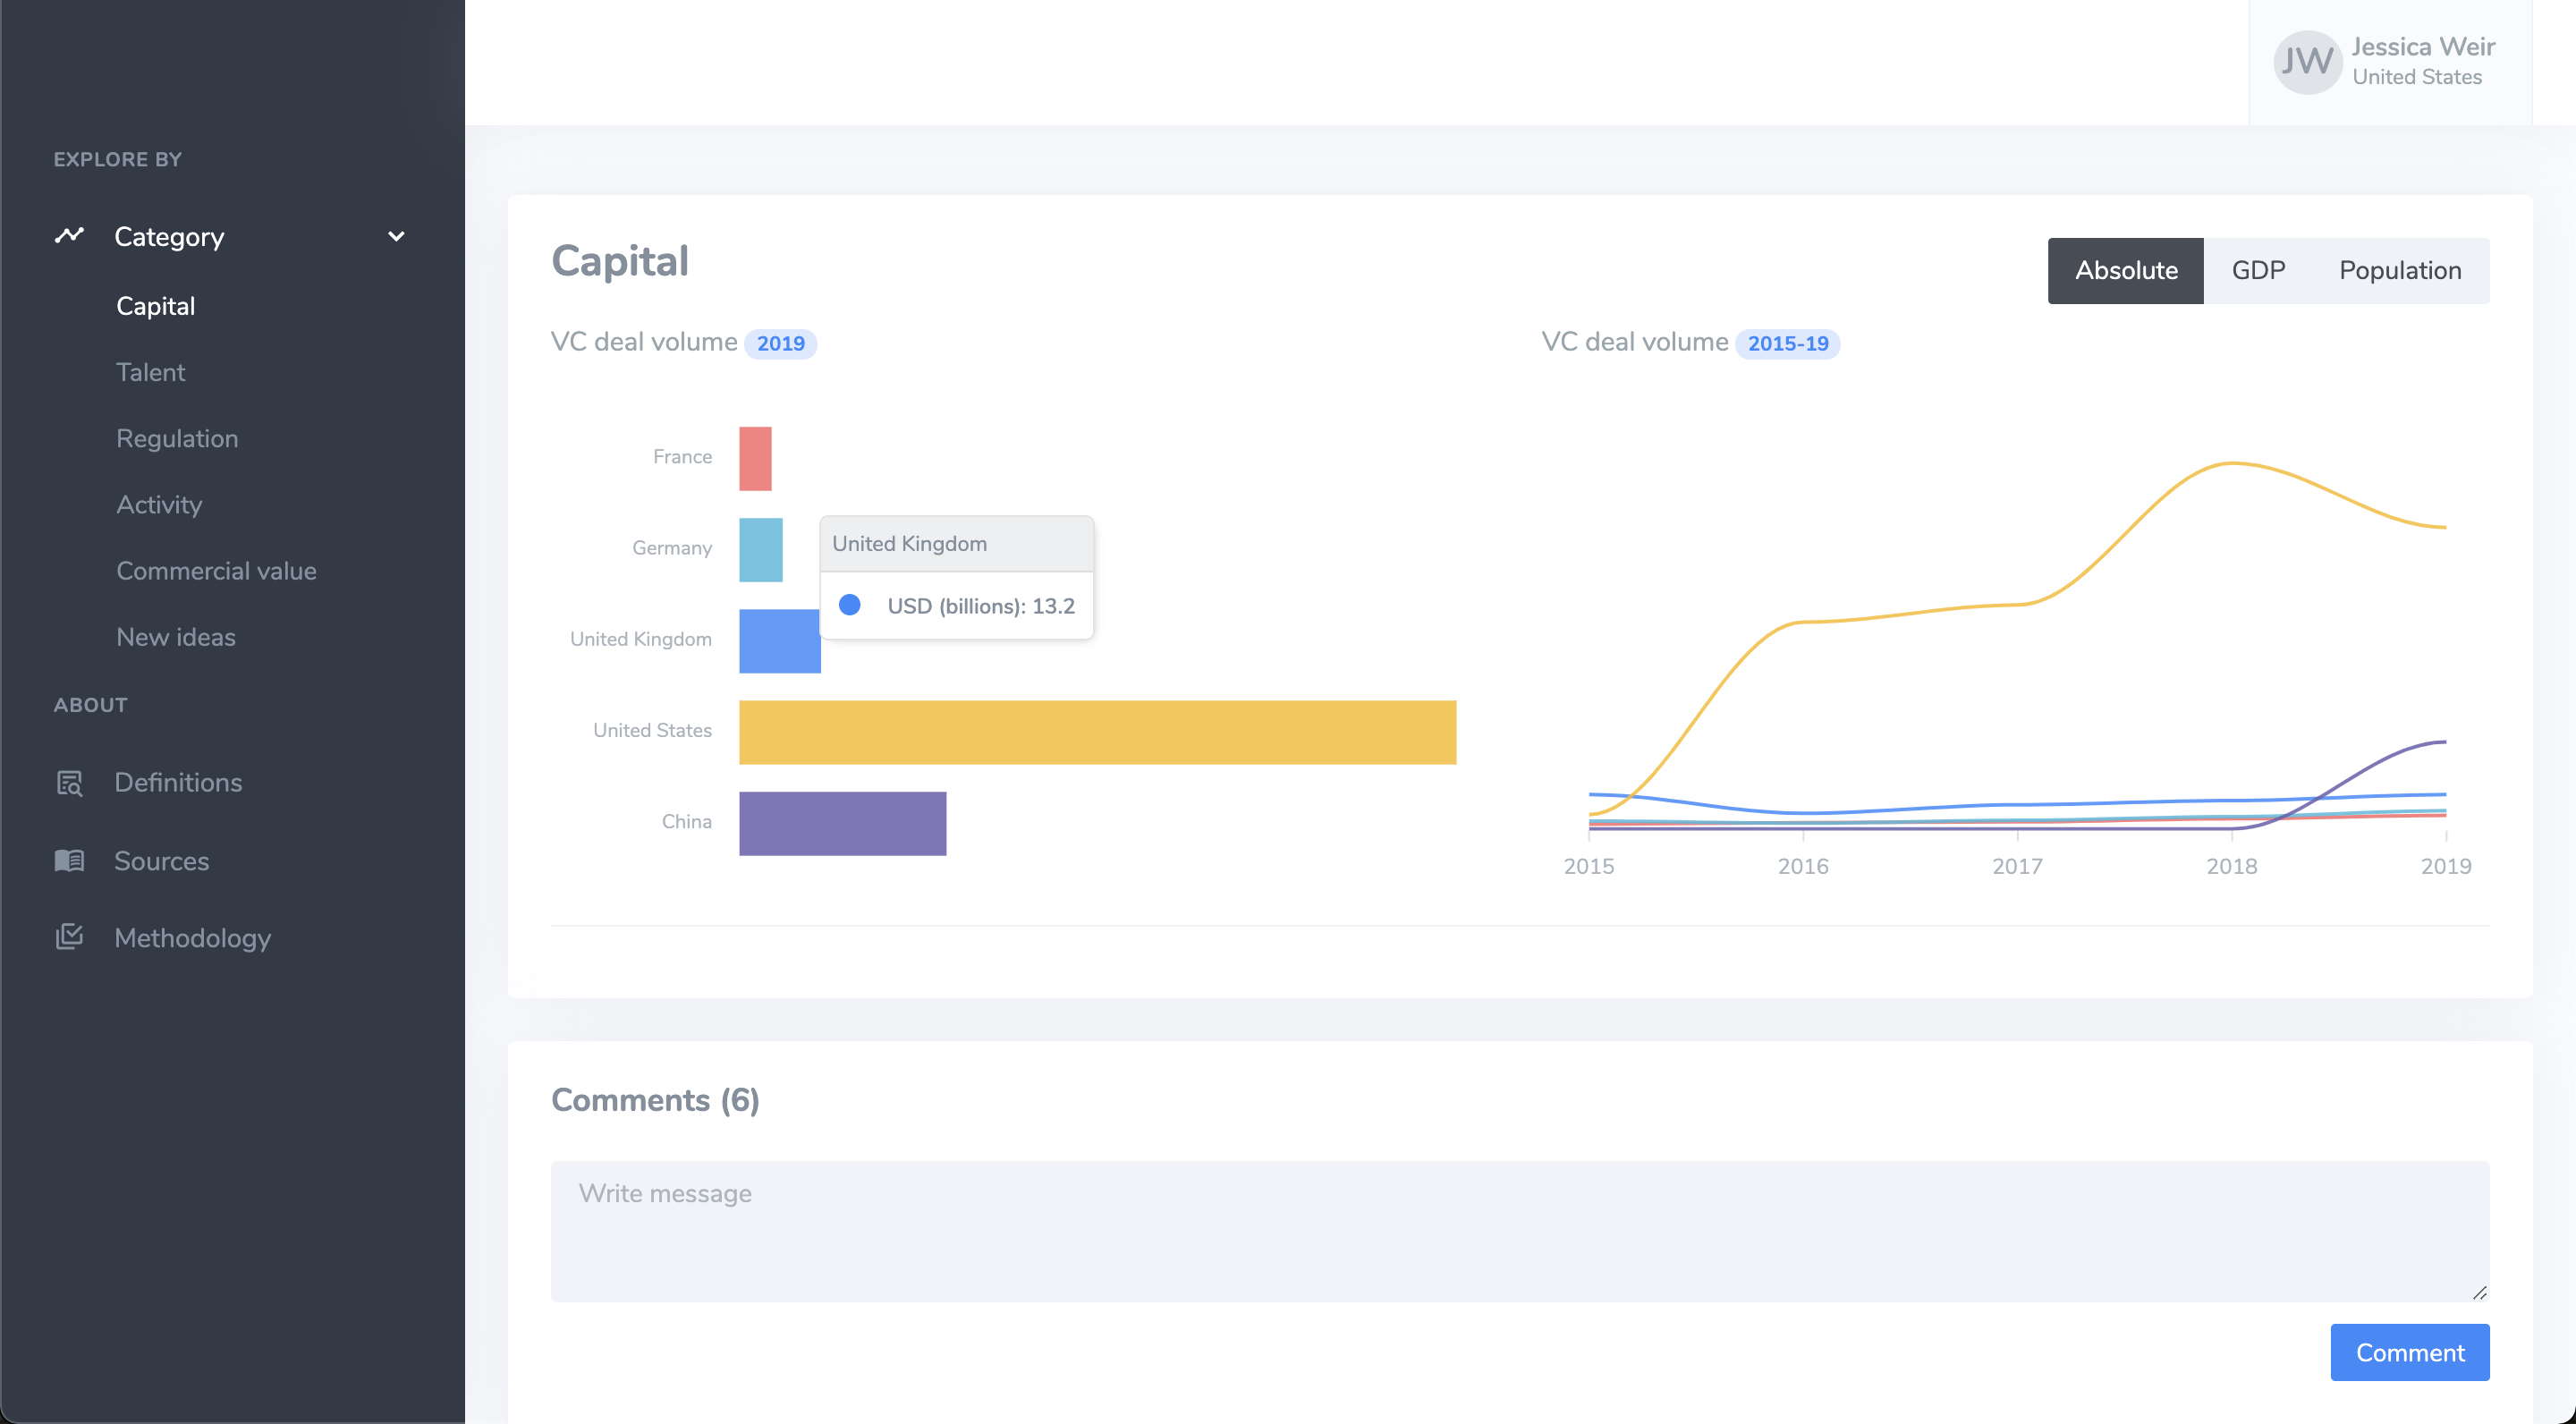 JW
Jessica Weir
United States
EXPLORE BY
Category
Capital
Talent
Regulation
Activity
Commercial value
New ideas
ABOUT
Definitions
Sources
Methodology
Capital
Absolute GDP Population
VC deal volume 2019
France
Germany
United Kingdom
United States
China
United Kingdom
USD (billions): 13.2
VC deal volume 2015-19
2015 2016 2017 2018 2019
Comments (6)
Write message
Comment